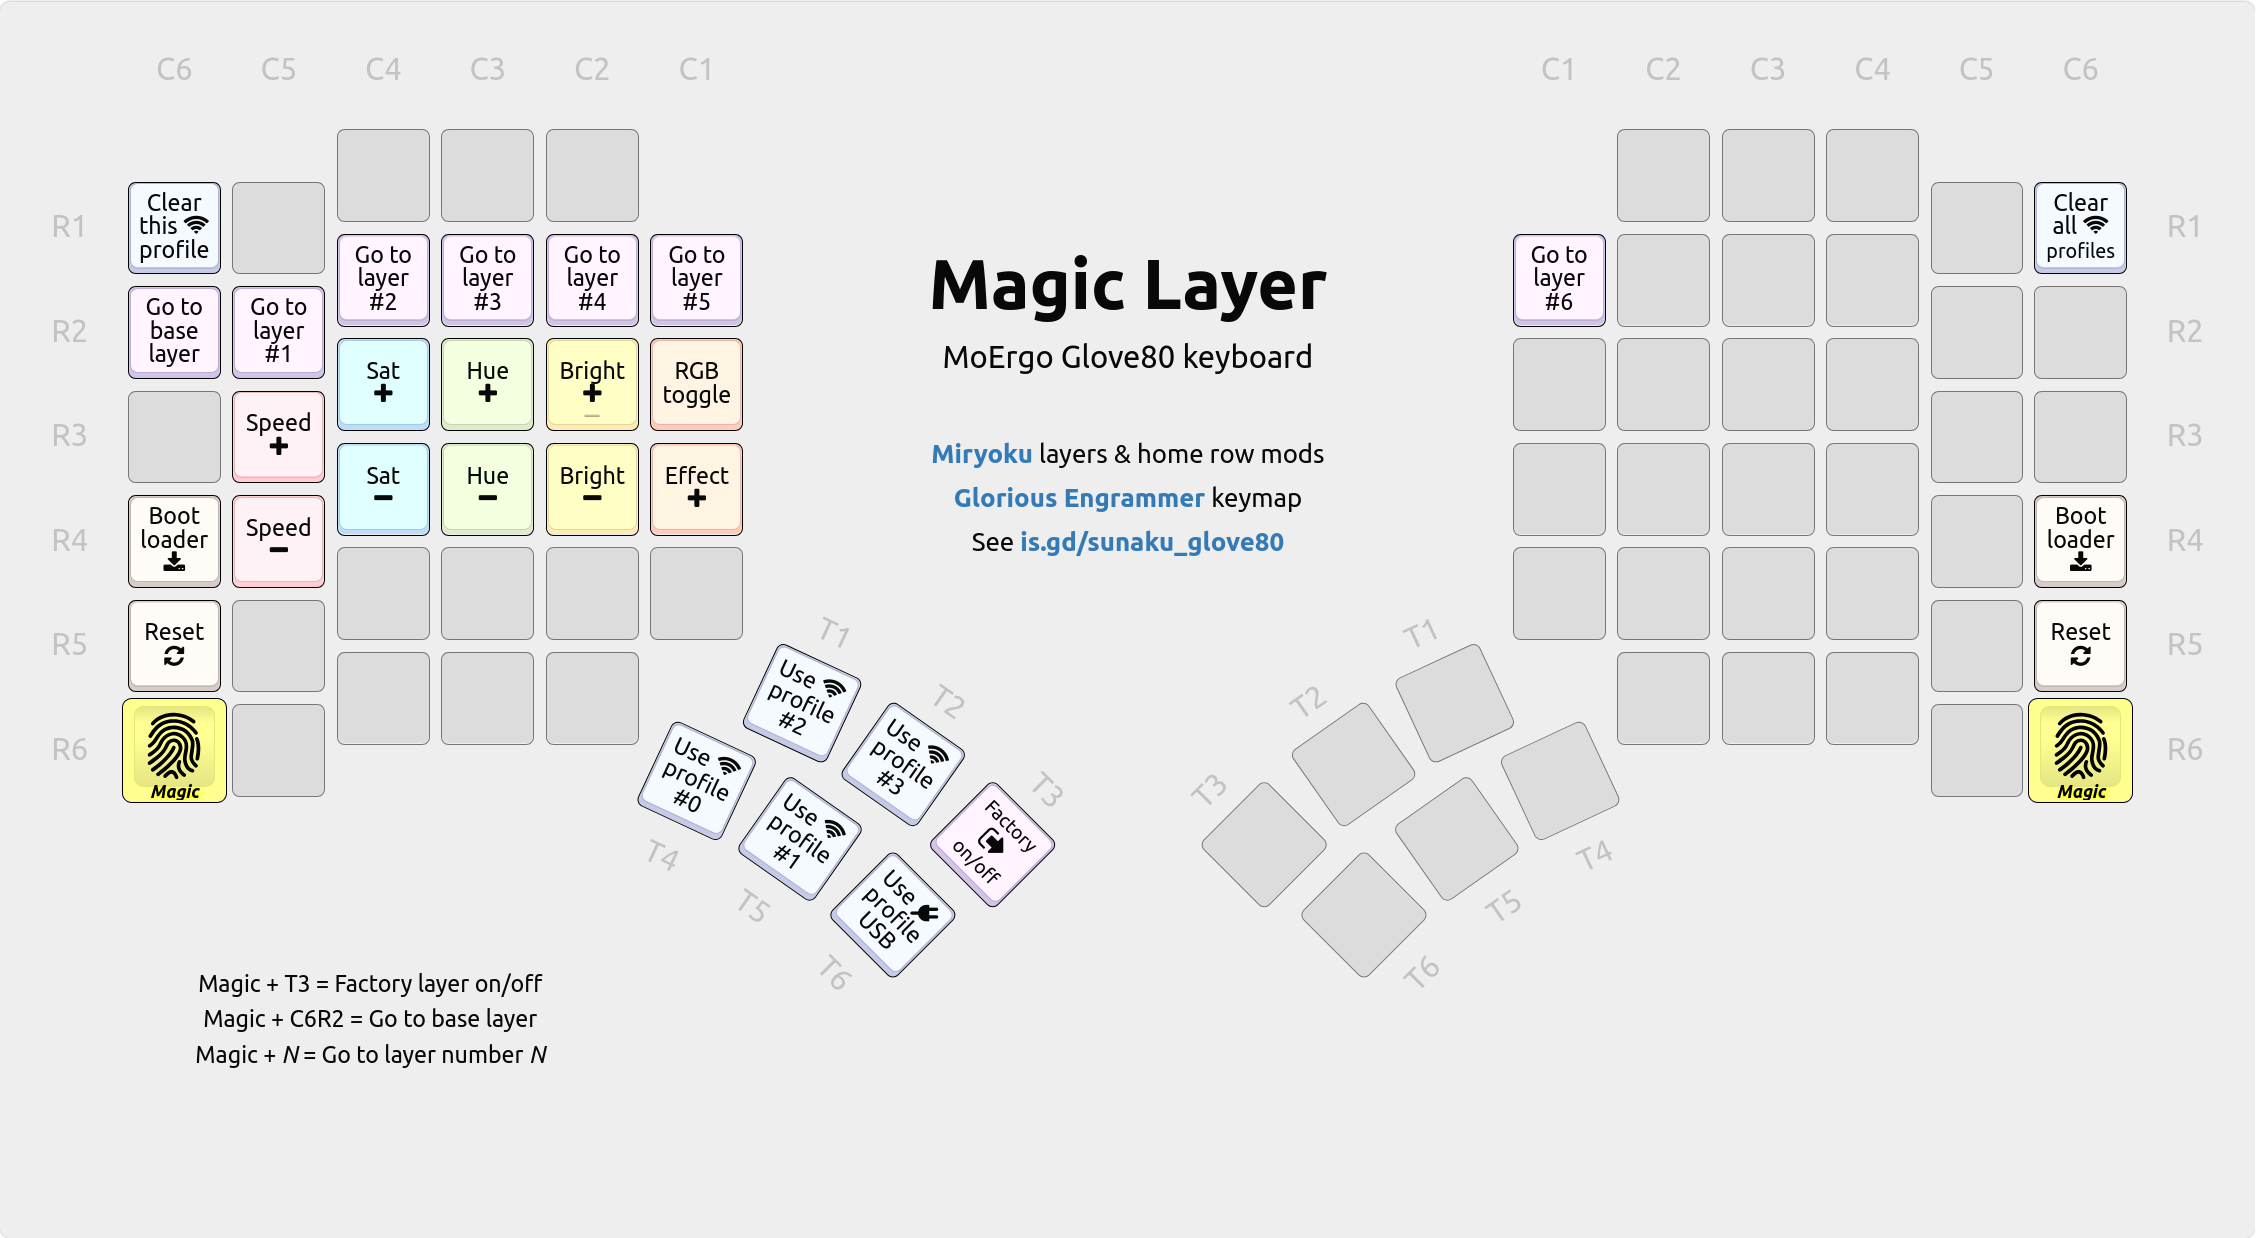 C6 C5 C4 C3 C2 C1
C1 C2 C3 C4 C5 C6
R1
Clear
this
profile
Clear
all
profiles
R1
R2
Go to
base
layer
Go to
layer
#1
Go to
layer
#2
Go to
layer
#3
Go to
layer
#4
Go to
layer
#5
Magic Layer
MoErgo Glove80 keyboard
Go to
layer
#6
R2
R3
Speed
+
Sat
+
Hue
+
Bright
+
_
RGB
toggle
Miryoku layers & home row mods
Glorious Engrammer keymap
See is.gd/sunaku_glove80
R3
R4
Boot
loader
Speed
−
Sat
−
Hue
−
Bright
−
Effect
+
Boot
loader
R4
R5
Reset
Reset
R5
R6
Magic
Magic
R6
T1
Use
profile
#2
T2
Use
profile
#3
T3
Factory
on/off
Use
profile
#0
T4
Use
profile
#1
T5
Use
profile
USB
T6
T1
T2
T3
T4
T5
T6
Magic + T3 = Factory layer on/off
Magic + C6R2 = Go to base layer
Magic + N = Go to layer number N